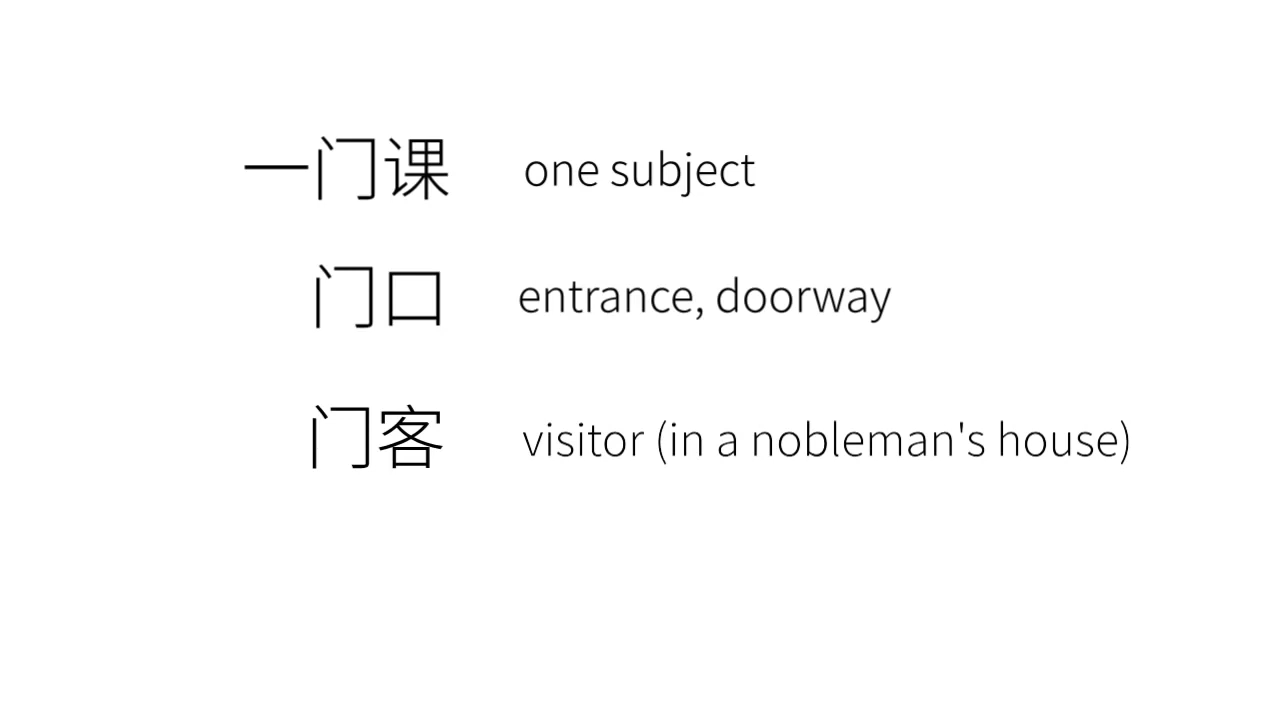 一门课 one subject
门口 entrance, doorway
门客 visitor (in a nobleman's house)